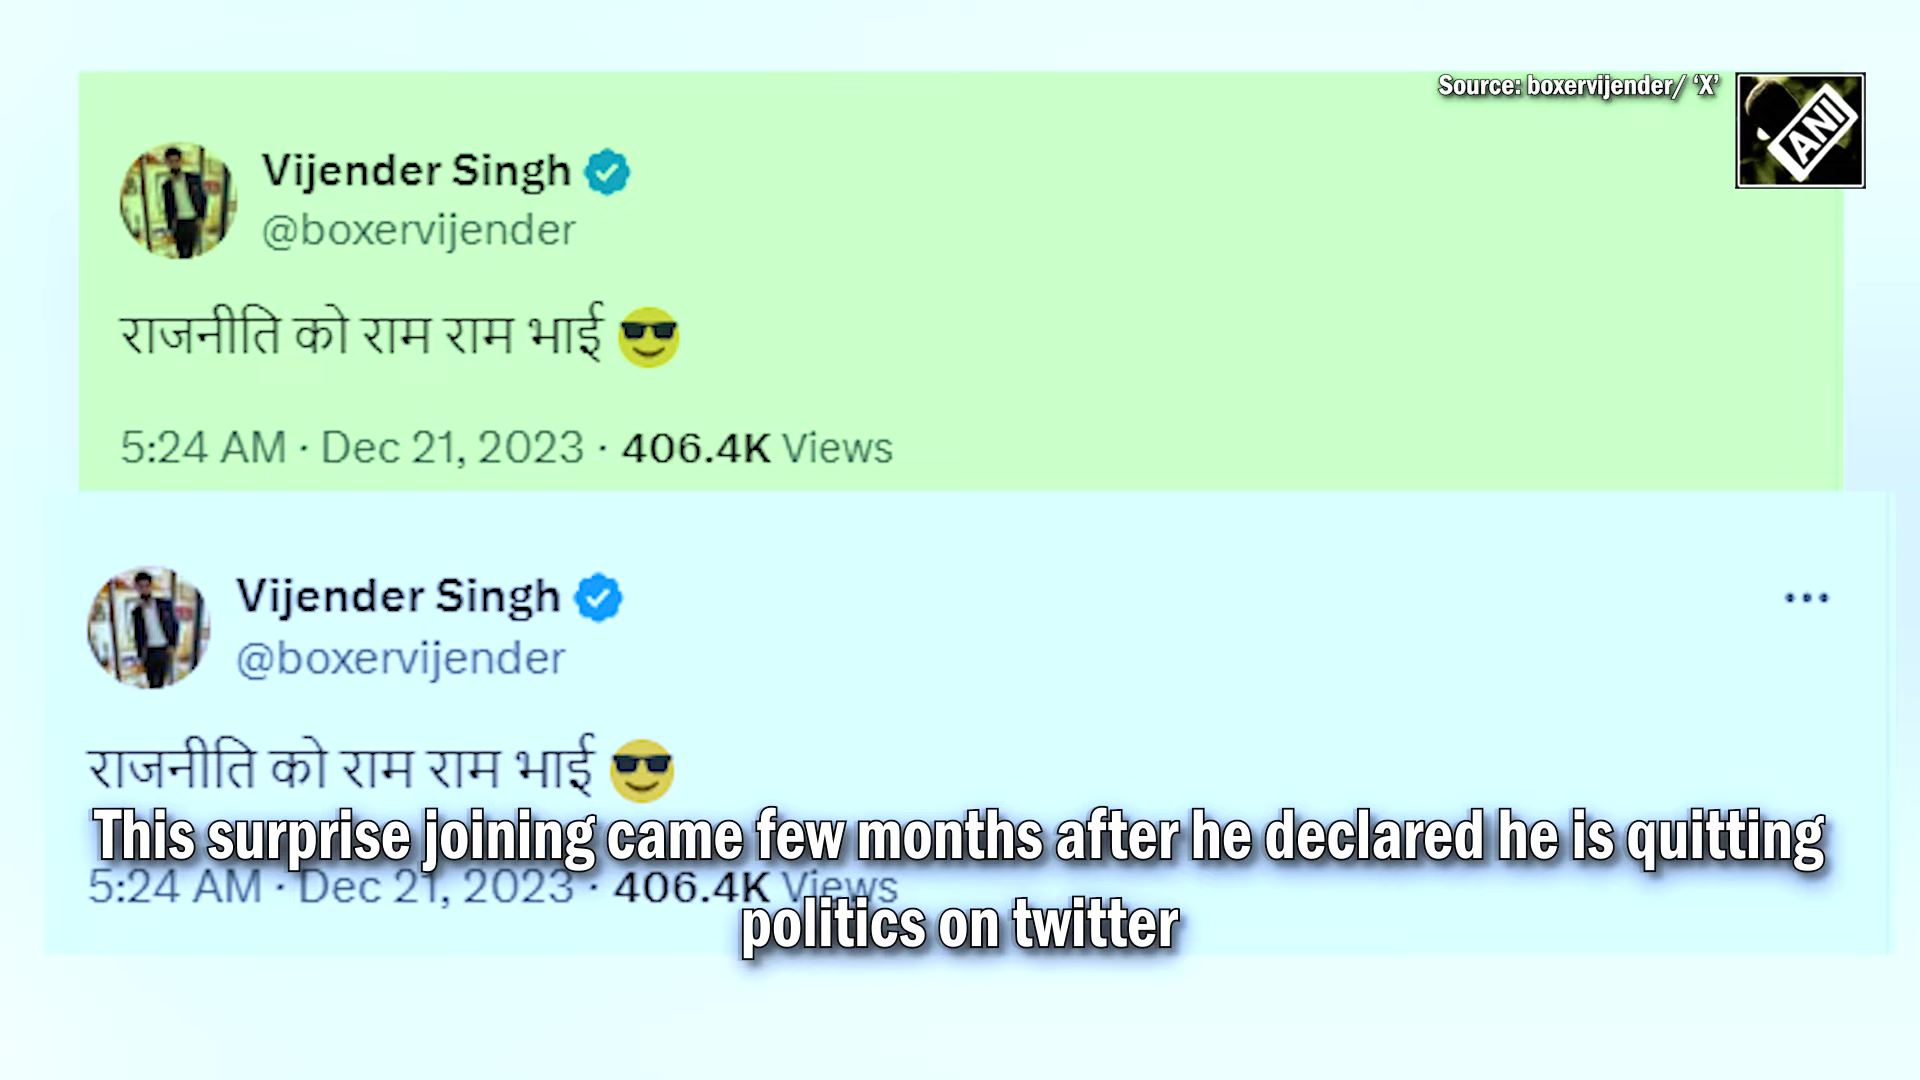 Source: boxervijender/ ‘X’
ANI
Vijender Singh
@boxervijender
राजनीति को राम राम भाई 😎
5:24 AM · Dec 21, 2023 · 406.4K Views
Vijender Singh
@boxervijender
राजनीति को राम राम भाई 😎
This surprise joining came few months after he declared he is quitting
5:24 AM · Dec 21, 2023 · 406.4K Views
politics on twitter